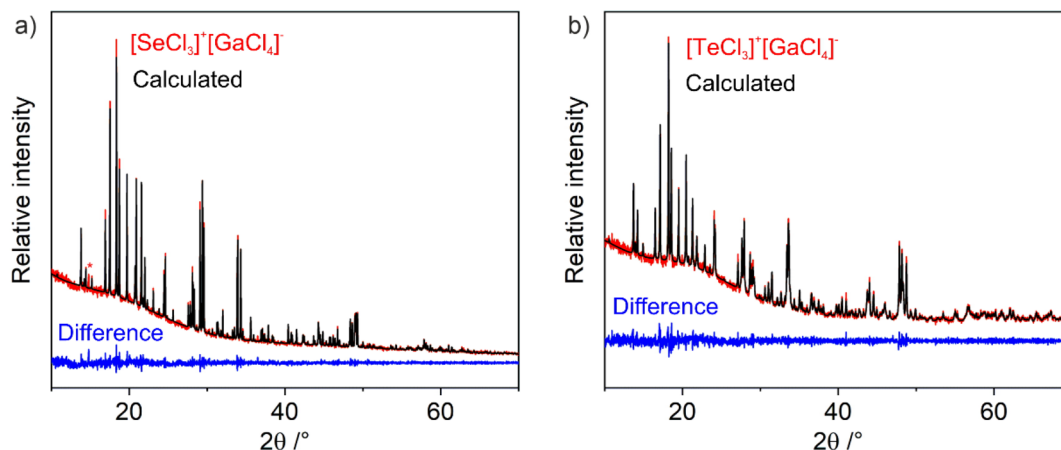 a)
[SeCl₃]⁺[GaCl₄]⁻
Calculated
*
Difference
Relative intensity
20 40 60
2θ /°
b)
[TeCl₃]⁺[GaCl₄]⁻
Calculated
Difference
Relative intensity
20 40 60
2θ /°